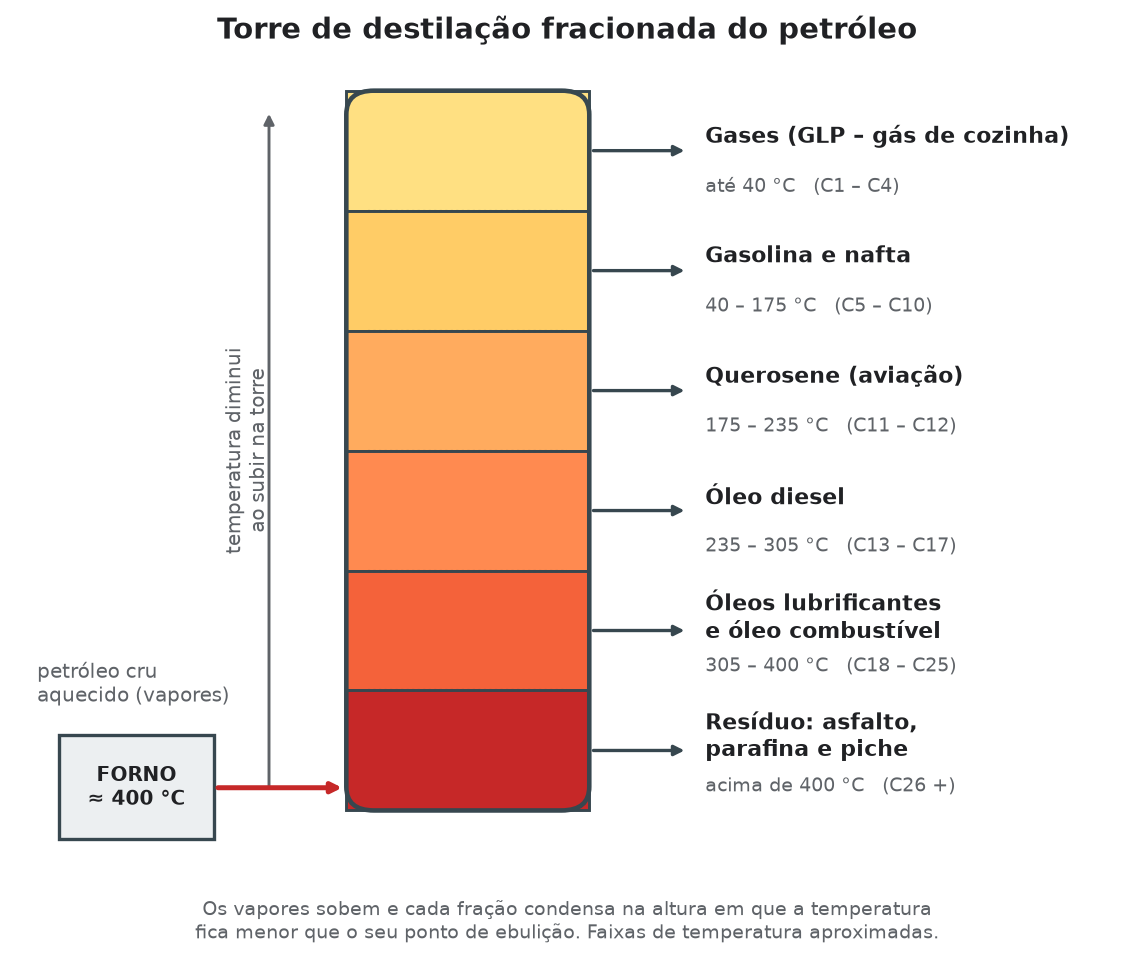 Torre de destilação fracionada do petróleo
Gases (GLP – gás de cozinha)
até 40 °C (C1 – C4)
Gasolina e nafta
40 – 175 °C (C5 – C10)
Querosene (aviação)
175 – 235 °C (C11 – C12)
Óleo diesel
235 – 305 °C (C13 – C17)
Óleos lubrificantes
e óleo combustível
305 – 400 °C (C18 – C25)
Resíduo: asfalto,
parafina e piche
acima de 400 °C (C26 +)
temperatura diminui
ao subir na torre
petróleo cru
aquecido (vapores)
FORNO
≈ 400 °C
Os vapores sobem e cada fração condensa na altura em que a temperatura
fica menor que o seu ponto de ebulição. Faixas de temperatura aproximadas.